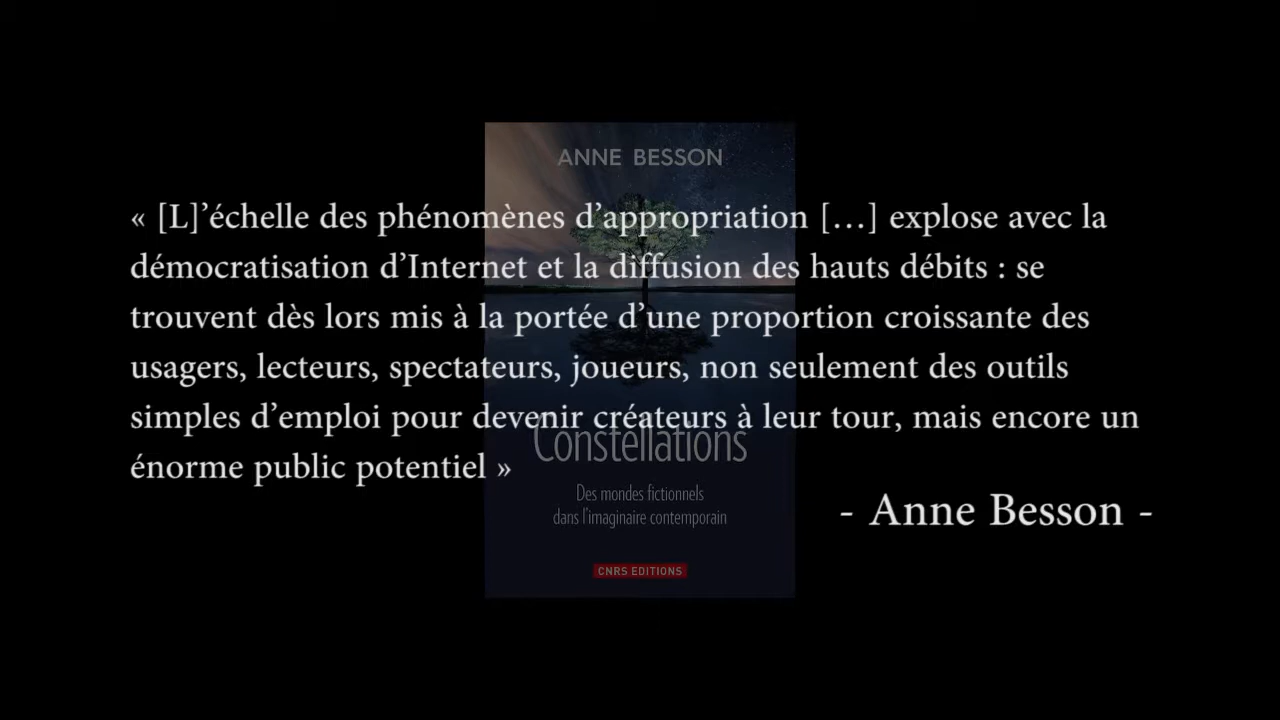 ANNE BESSON
« [L]’échelle des phénomènes d’appropriation […] explose avec la
démocratisation d’Internet et la diffusion des hauts débits : se
trouvent dès lors mis à la portée d’une proportion croissante des
usagers, lecteurs, spectateurs, joueurs, non seulement des outils
simples d’emploi pour devenir créateurs à leur tour, mais encore un
énorme public potentiel »
Constellations
Des mondes fictionnels
dans l’imaginaire contemporain
- Anne Besson -
CNRS EDITIONS